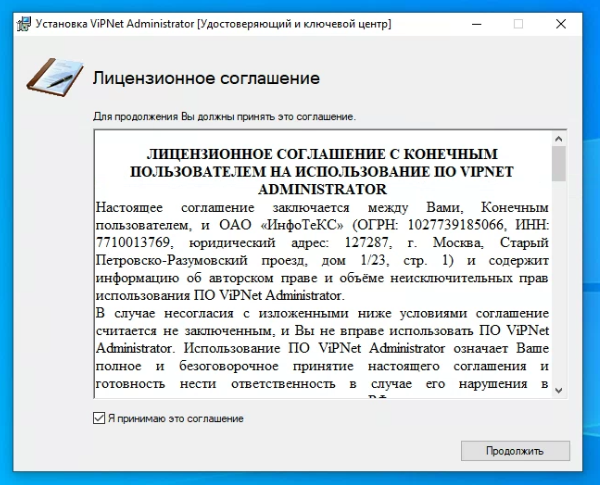 Установка ViPNet Administrator [Удостоверяющий и ключевой центр]
Лицензионное соглашение
Для продолжения Вы должны принять это соглашение.
ЛИЦЕНЗИОННОЕ СОГЛАШЕНИЕ С КОНЕЧНЫМ
ПОЛЬЗОВАТЕЛЕМ НА ИСПОЛЬЗОВАНИЕ ПО VIPNET
ADMINISTRATOR
Настоящее соглашение заключается между Вами, Конечным
пользователем, и ОАО «ИнфоТеКС» (ОГРН: 1027739185066, ИНН:
7710013769, юридический адрес: 127287, г. Москва, Старый
Петровско-Разумовский проезд, дом 1/23, стр. 1) и содержит
информацию об авторском праве и объёме неисключительных прав
использования ПО ViPNet Administrator.
В случае несогласия с изложенными ниже условиями соглашение
считается не заключенным, и Вы не вправе использовать ПО ViPNet
Administrator. Использование ПО ViPNet Administrator означает Ваше
полное и безоговорочное принятие настоящего соглашения и
готовность нести ответственность в случае его нарушения в
Я принимаю это соглашение
Продолжить